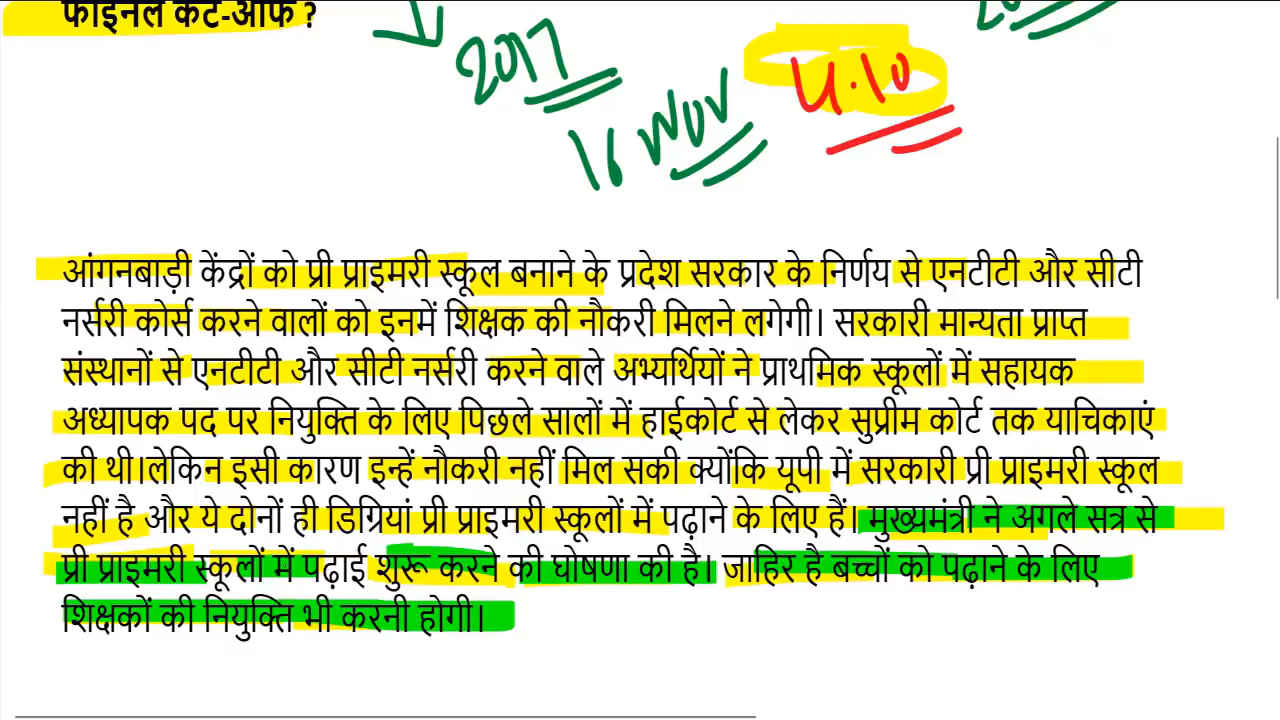 फाइनल कट-ऑफ ?
2017
16 Nov
4.10
आंगनबाड़ी केंद्रों को प्री प्राइमरी स्कूल बनाने के प्रदेश सरकार के निर्णय से एनटीटी और सीटी
नर्सरी कोर्स करने वालों को इनमें शिक्षक की नौकरी मिलने लगेगी। सरकारी मान्यता प्राप्त
संस्थानों से एनटीटी और सीटी नर्सरी करने वाले अभ्यर्थियों ने प्राथमिक स्कूलों में सहायक
अध्यापक पद पर नियुक्ति के लिए पिछले सालों में हाईकोर्ट से लेकर सुप्रीम कोर्ट तक याचिकाएं
की थी।लेकिन इसी कारण इन्हें नौकरी नहीं मिल सकी क्योंकि यूपी में सरकारी प्री प्राइमरी स्कूल
नहीं है और ये दोनों ही डिग्रियां प्री प्राइमरी स्कूलों में पढ़ाने के लिए हैं। मुख्यमंत्री ने अगले सत्र से
प्री प्राइमरी स्कूलों में पढ़ाई शुरू करने की घोषणा की है। जाहिर है बच्चों को पढ़ाने के लिए
शिक्षकों की नियुक्ति भी करनी होगी।